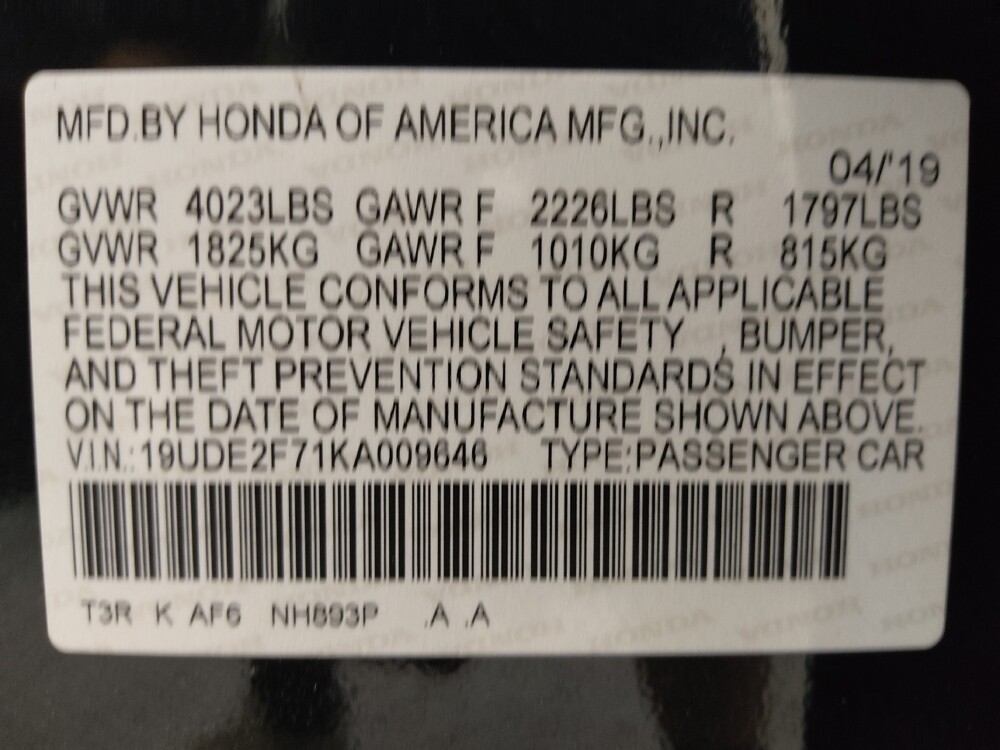 MFD.BY HONDA OF AMERICA MFG.,INC.
04/'19
GVWR 4023LBS GAWR F 2226LBS R 1797LBS
GVWR 1825KG GAWR F 1010KG R 815KG
THIS VEHICLE CONFORMS TO ALL APPLICABLE
FEDERAL MOTOR VEHICLE SAFETY , BUMPER,
AND THEFT PREVENTION STANDARDS IN EFFECT
ON THE DATE OF MANUFACTURE SHOWN ABOVE.
V.I.N.: 19UDE2F71KA009646 TYPE:PASSENGER CAR
T3R K AF6 NH893P .A .A